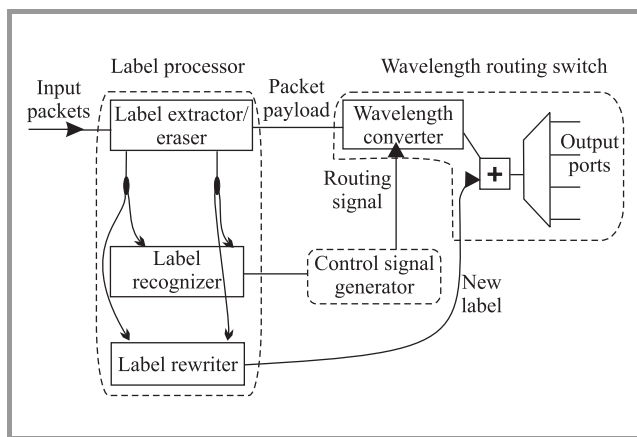 Label processor
Wavelength routing switch
Input
packets
Label extractor/
eraser
Packet
payload
Wavelength
converter
Output
ports
Routing
signal
+
Label
recognizer
Control signal
generator
New
label
Label rewriter